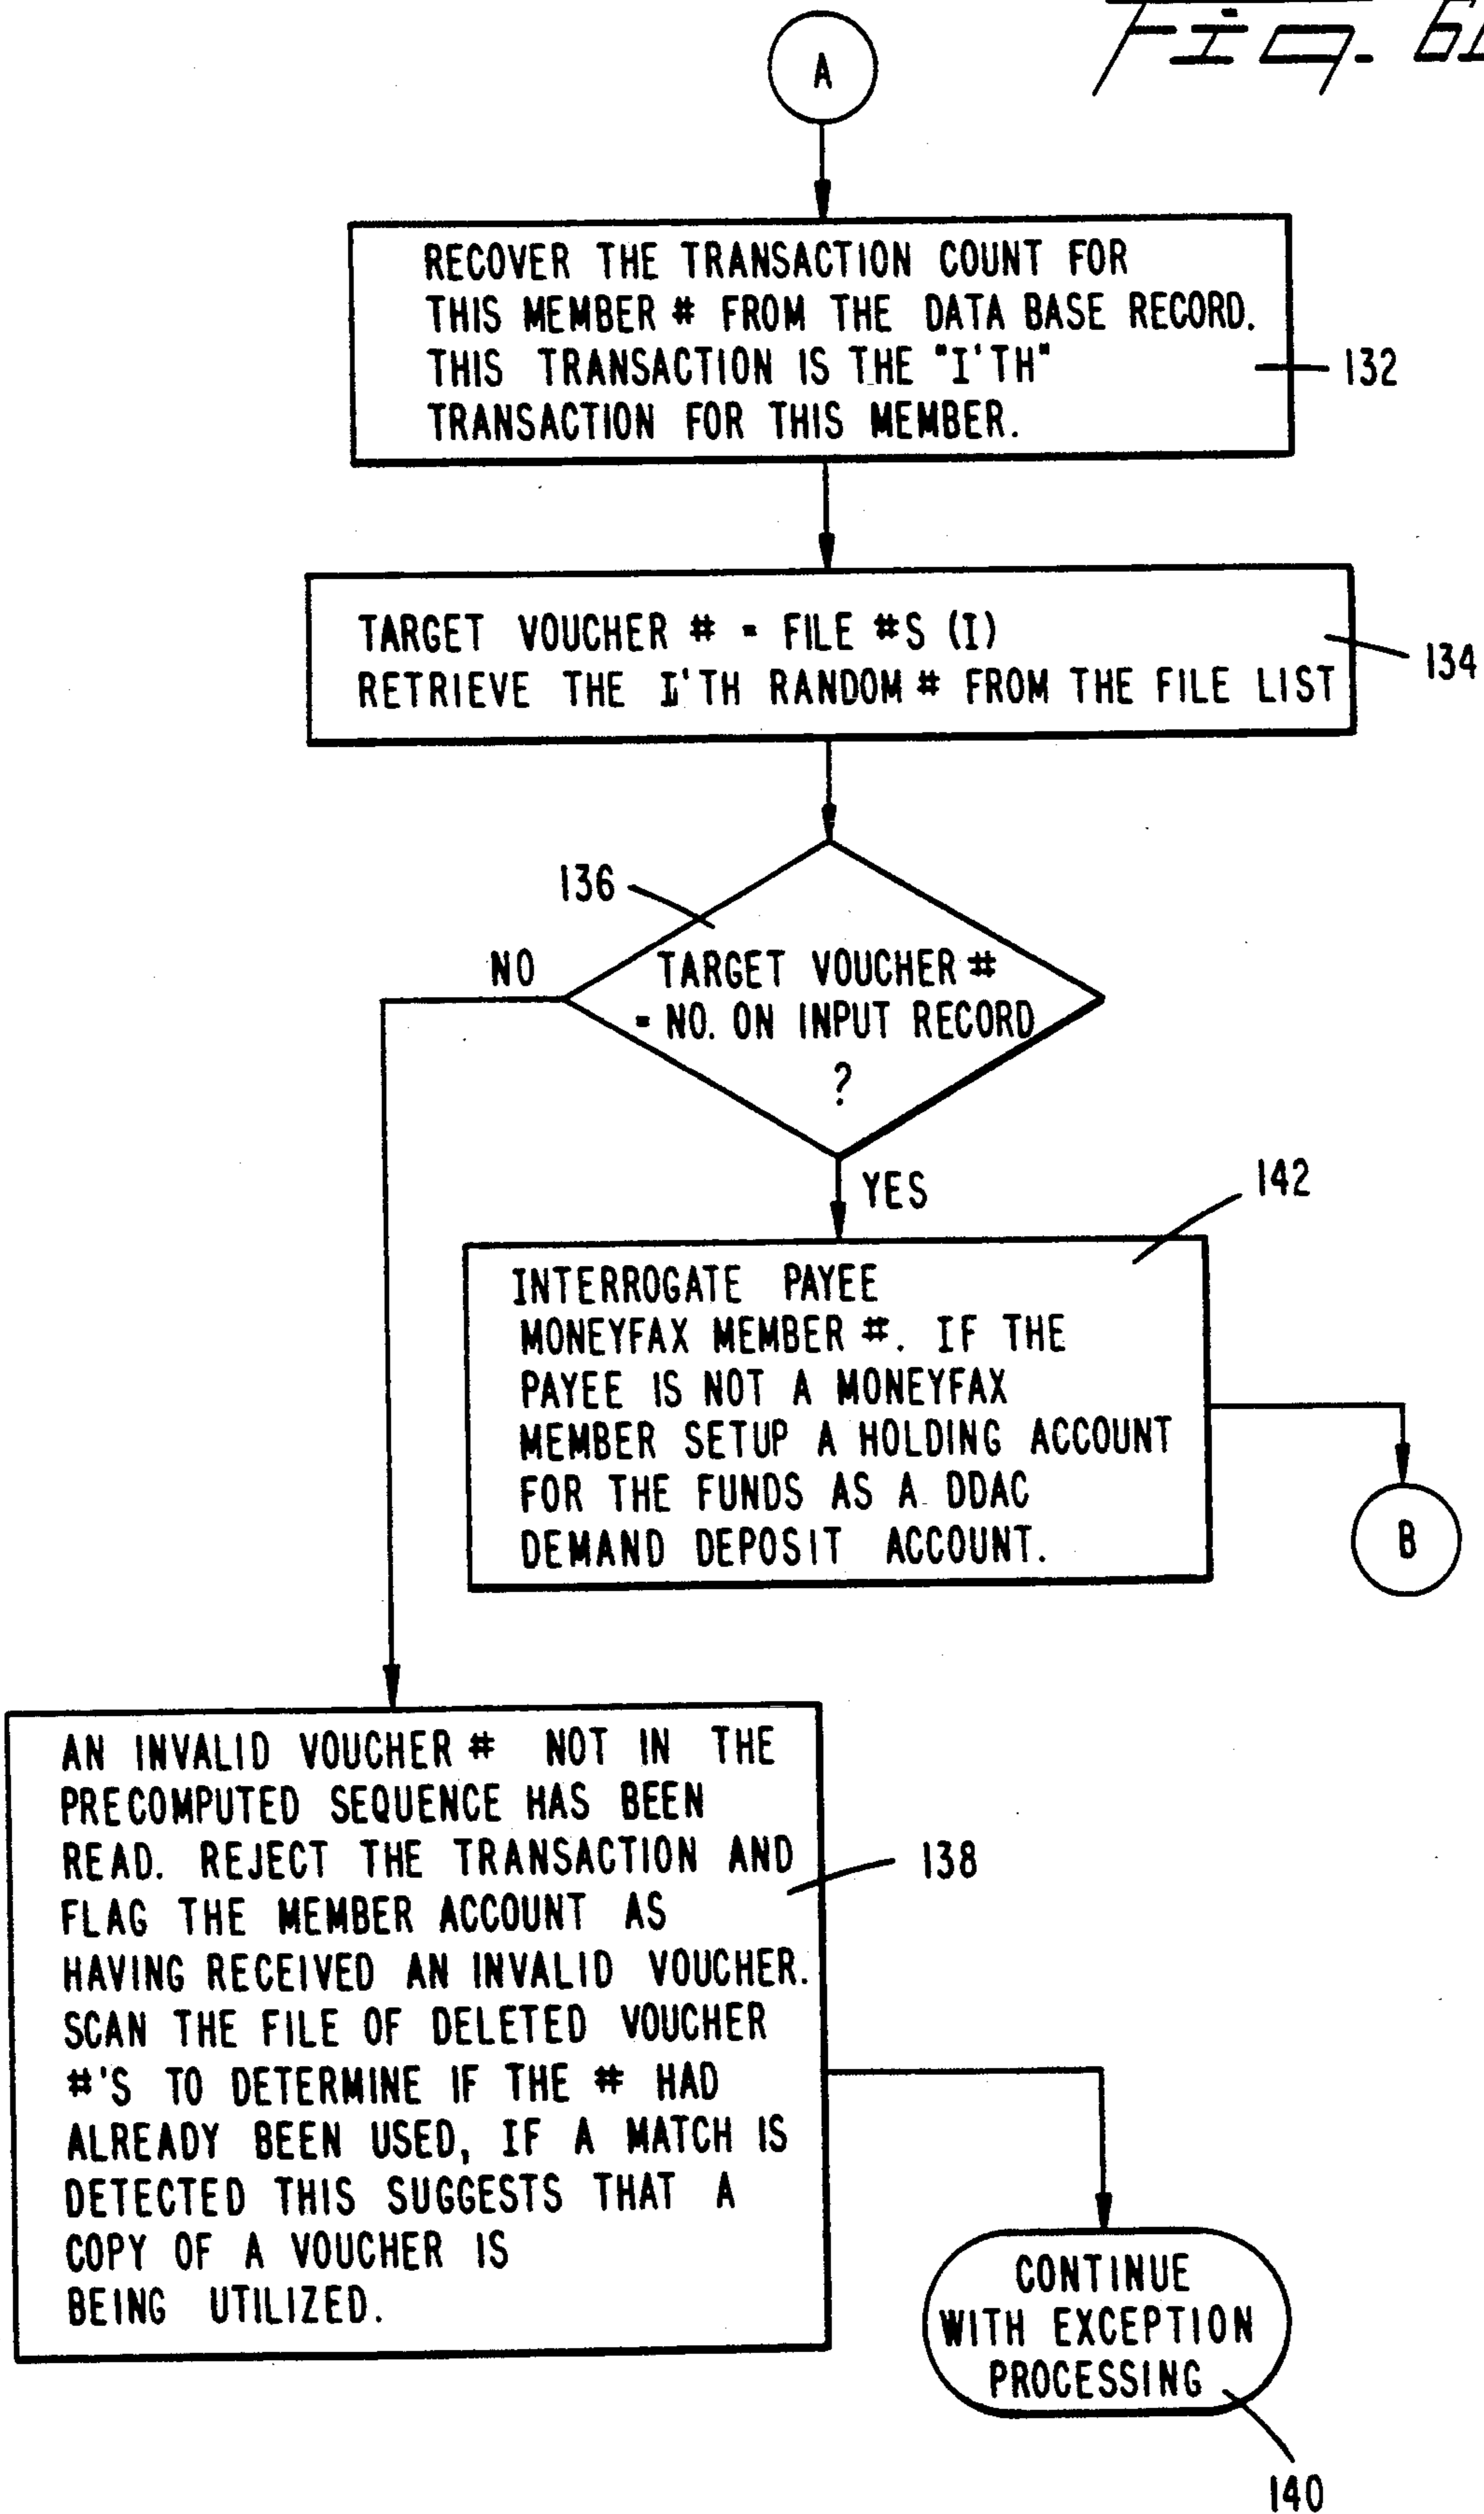 Fig. 6
A
RECOVER THE TRANSACTION COUNT FOR
THIS MEMBER # FROM THE DATA BASE RECORD.
THIS TRANSACTION IS THE "I'TH"
TRANSACTION FOR THIS MEMBER.
132
TARGET VOUCHER # = FILE #S (I)
RETRIEVE THE I'TH RANDOM # FROM THE FILE LIST
134
136
NO
TARGET VOUCHER #
= NO. ON INPUT RECORD
?
YES
142
INTERROGATE PAYEE
MONEYFAX MEMBER #. IF THE
PAYEE IS NOT A MONEYFAX
MEMBER SETUP A HOLDING ACCOUNT
FOR THE FUNDS AS A DDAC
DEMAND DEPOSIT ACCOUNT.
B
AN INVALID VOUCHER # NOT IN THE
PRECOMPUTED SEQUENCE HAS BEEN
READ. REJECT THE TRANSACTION AND
FLAG THE MEMBER ACCOUNT AS
HAVING RECEIVED AN INVALID VOUCHER.
SCAN THE FILE OF DELETED VOUCHER
#'S TO DETERMINE IF THE # HAD
ALREADY BEEN USED, IF A MATCH IS
DETECTED THIS SUGGESTS THAT A
COPY OF A VOUCHER IS
BEING UTILIZED.
138
CONTINUE
WITH EXCEPTION
PROCESSING
140